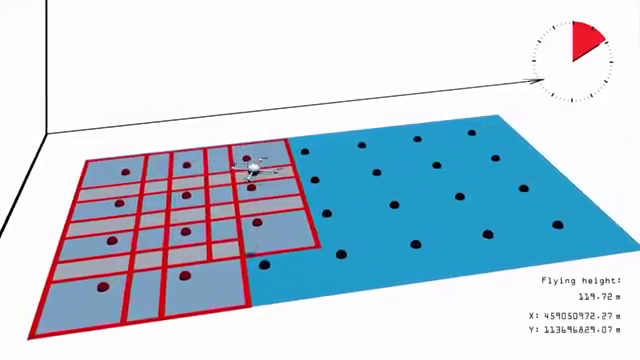 Flying height:
119.72 m
X: 459050972.27 m
Y: 113696829.07 m